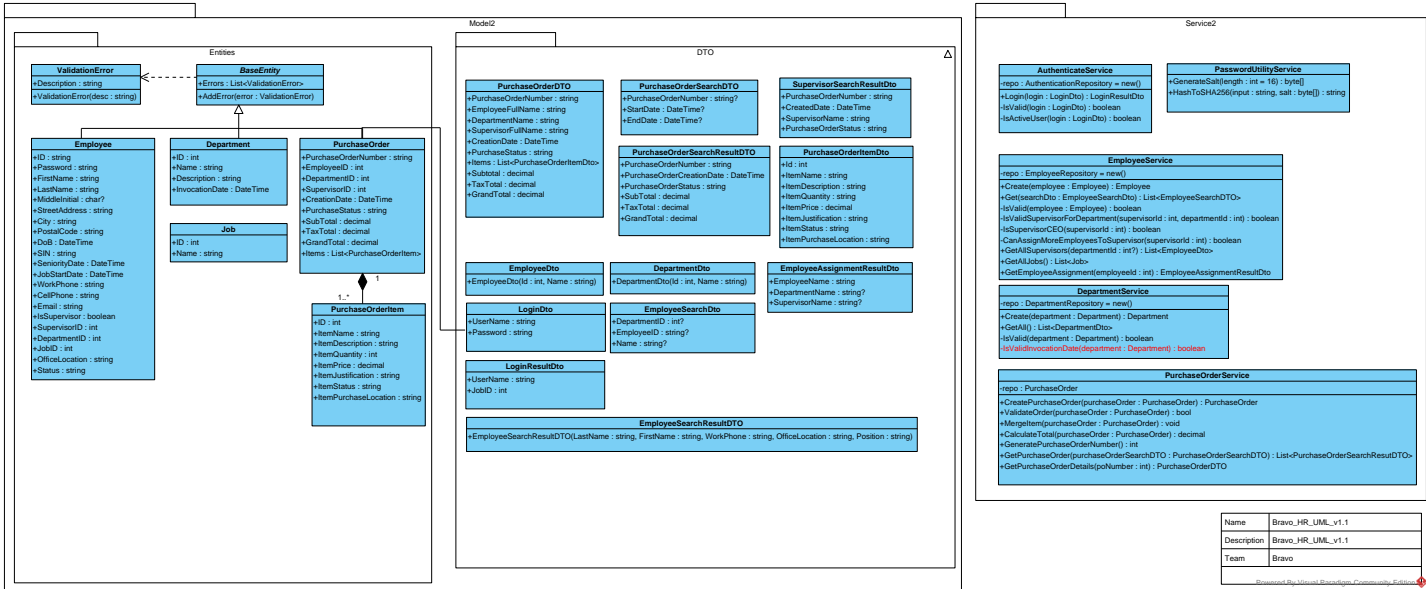 Model2
Entities
ValidationError
+Description : string
+ValidationError(desc : string)
BaseEntity
+Errors : List<ValidationError>
+AddError(error : ValidationError)
Employee
+ID : string
+Password : string
+FirstName : string
+LastName : string
+MiddleInitial : char?
+StreetAddress : string
+City : string
+PostalCode : string
+DoB : DateTime
+SIN : string
+SeniorityDate : DateTime
+JobStartDate : DateTime
+WorkPhone : string
+CellPhone : string
+Email : string
+IsSupervisor : boolean
+SupervisorID : int
+DepartmentID : int
+JobID : int
+OfficeLocation : string
+Status : string
Department
+ID : int
+Name : string
+Description : string
+InvocationDate : DateTime
Job
+ID : int
+Name : string
PurchaseOrder
+PurchaseOrderNumber : string
+EmployeeID : int
+DepartmentID : int
+SupervisorID : int
+CreationDate : DateTime
+PurchaseStatus : string
+SubTotal : decimal
+TaxTotal : decimal
+GrandTotal : decimal
+Items : List<PurchaseOrderItem>
1
1..*
PurchaseOrderItem
+ID : int
+ItemName : string
+ItemDescription : string
+ItemQuantity : int
+ItemPrice : decimal
+ItemJustification : string
+ItemStatus : string
+ItemPurchaseLocation : string
DTO
PurchaseOrderDTO
+PurchaseOrderNumber : string
+EmployeeFullName : string
+DepartmentName : string
+SupervisorFullName : string
+CreationDate : DateTime
+PurchaseStatus : string
+Items : List<PurchaseOrderItemDto>
+Subtotal : decimal
+TaxTotal : decimal
+GrandTotal : decimal
PurchaseOrderSearchDTO
+PurchaseOrderNumber : string?
+StartDate : DateTime?
+EndDate : DateTime?
SupervisorSearchResultDto
+PurchaseOrderNumber : string
+CreatedDate : DateTime
+SupervisorName : string
+PurchaseOrderStatus : string
PurchaseOrderSearchResultDTO
+PurchaseOrderNumber : string
+PurchaseOrderCreationDate : DateTime
+PurchaseOrderStatus : string
+SubTotal : decimal
+TaxTotal : decimal
+GrandTotal : decimal
PurchaseOrderItemDto
+Id : int
+ItemName : string
+ItemDescription : string
+ItemQuantity : string
+ItemPrice : decimal
+ItemJustification : string
+ItemStatus : string
+ItemPurchaseLocation : string
EmployeeDto
+EmployeeDto(Id : int, Name : string)
DepartmentDto
+DepartmentDto(Id : int, Name : string)
EmployeeAssignmentResultDto
+EmployeeName : string
+DepartmentName : string?
+SupervisorName : string?
LoginDto
+UserName : string
+Password : string
EmployeeSearchDto
+DepartmentID : int?
+EmployeeID : string?
+Name : string?
LoginResultDto
+UserName : string
+JobID : int
EmployeeSearchResultDTO
+EmployeeSearchResultDTO(LastName : string, FirstName : string, WorkPhone : string, OfficeLocation : string, Position : string)
Service2
AuthenticateService
-repo : AuthenticationRepository = new()
+Login(login : LoginDto) : LoginResultDto
-IsValid(login : LoginDto) : boolean
-IsActiveUser(login : LoginDto) : boolean
PasswordUtilityService
+GenerateSalt(length : int = 16) : byte[]
+HashToSHA256(input : string, salt : byte[]) : string
EmployeeService
-repo : EmployeeRepository = new()
+Create(employee : Employee) : Employee
+Get(searchDto : EmployeeSearchDto) : List<EmployeeSearchDTO>
-IsValid(employee : Employee) : boolean
-IsValidSupervisorForDepartment(supervisorId : int, departmentId : int) : boolean
-IsSupervisorCEO(supervisorId : int) : boolean
-CanAssignMoreEmployeesToSupervisor(supervisorId : int) : boolean
+GetAllSupervisors(departmentId : int?) : List<EmployeeDto>
+GetAllJobs() : List<Job>
+GetEmployeeAssignment(employeeId : int) : EmployeeAssignmentResultDto
DepartmentService
-repo : DepartmentRepository = new()
+Create(department : Department) : Department
+GetAll() : List<DepartmentDto>
-IsValid(department : Department) : boolean
-IsValidInvocationDate(department : Department) : boolean
PurchaseOrderService
-repo : PurchaseOrder
+CreatePurchaseOrder(purchaseOrder : PurchaseOrder) : PurchaseOrder
+ValidateOrder(purchaseOrder : PurchaseOrder) : bool
+MergeItem(purchaseOrder : PurchaseOrder) : void
+CalculateTotal(purchaseOrder : PurchaseOrder) : decimal
+GeneratePurchaseOrderNumber() : int
+GetPurchaseOrder(purchaseOrderSearchDTO : PurchaseOrderSearchDTO) : List<PurchaseOrderSearchResutDTO>
+GetPurchaseOrderDetails(poNumber : int) : PurchaseOrderDTO
Name Bravo_HR_UML_v1.1
Description Bravo_HR_UML_v1.1
Team Bravo
Powered By Visual Paradigm Community Edition